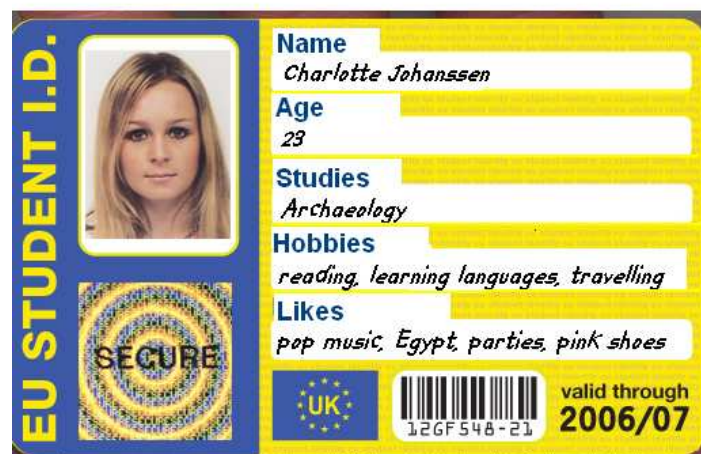 EU STUDENT I.D.
Name
Charlotte Johanssen
Age
23
Studies
Archaeology
Hobbies
reading, learning languages, travelling
Likes
pop music, Egypt, parties, pink shoes
SECURE
UK
12GF548-21
valid through
2006/07